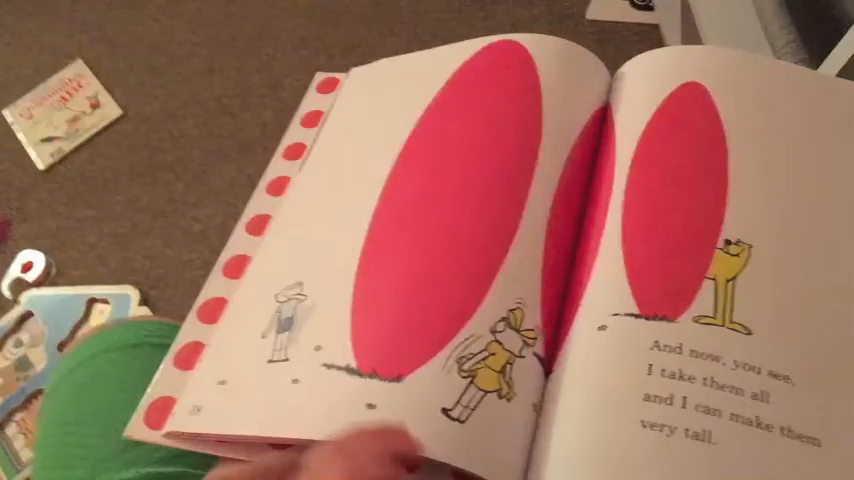 And now, you see,
I take them all
and I can make them
very tall.